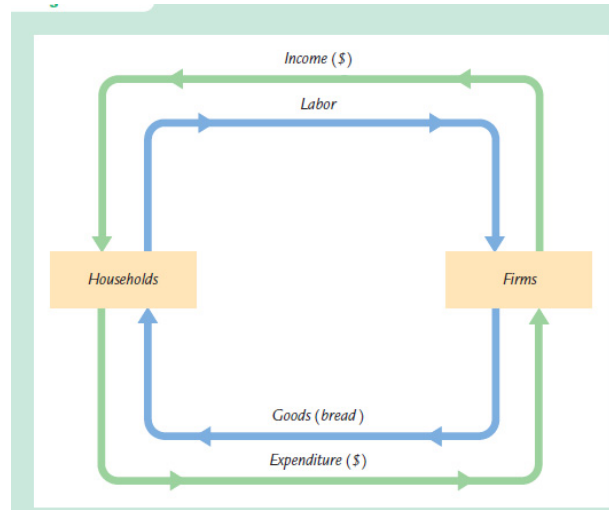 Income ($)
Labor
Households
Firms
Goods (bread)
Expenditure ($)